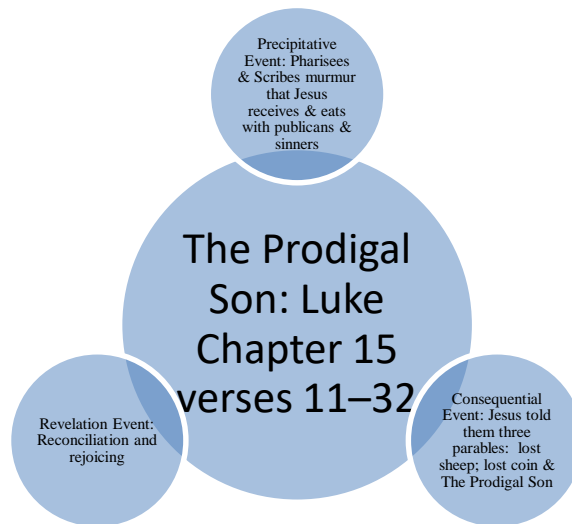 Precipitative
Event: Pharisees
& Scribes murmur
that Jesus
receives & eats
with publicans &
sinners
The Prodigal
Son: Luke
Chapter 15
verses 11–32
Revelation Event:
Reconciliation and
rejoicing
Consequential
Event: Jesus told
them three
parables: lost
sheep; lost coin &
The Prodigal Son